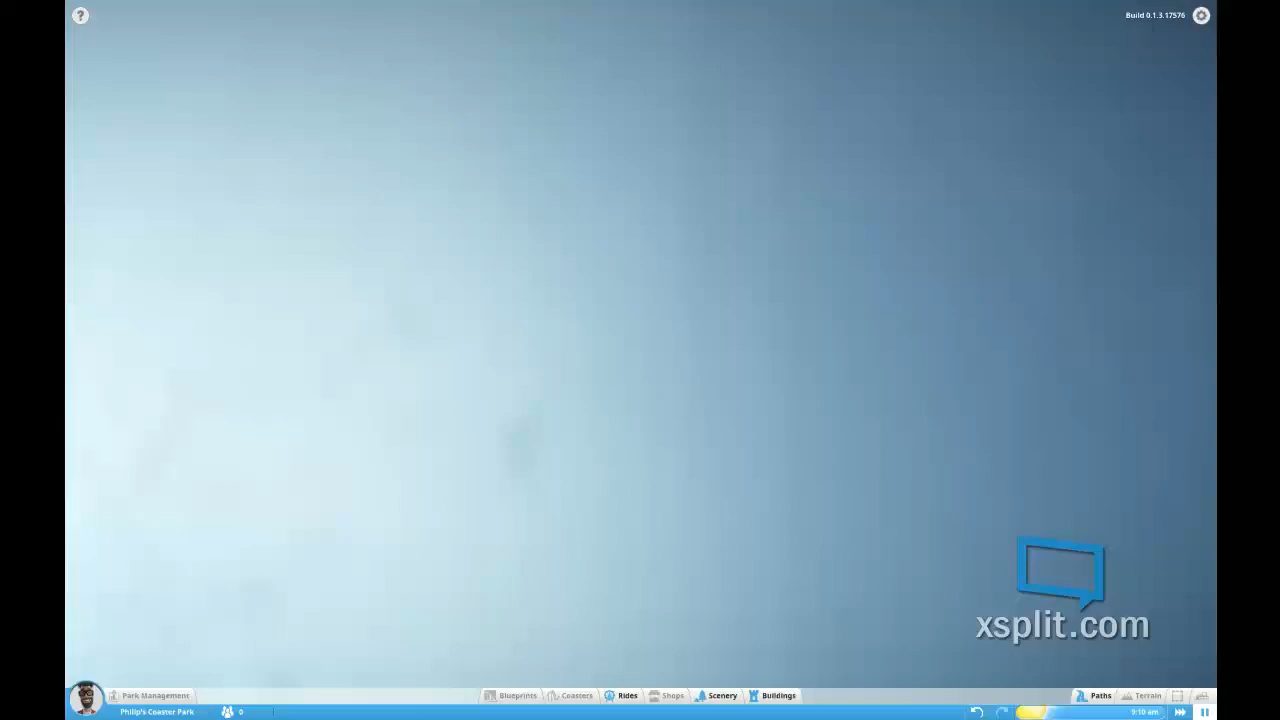 ?
Build 0.1.3.17576
xsplit.com
Park Management
Blueprints
Coasters
Rides
Shops
Scenery
Buildings
Paths
Terrain
Philip's Coaster Park
0
9:10 am